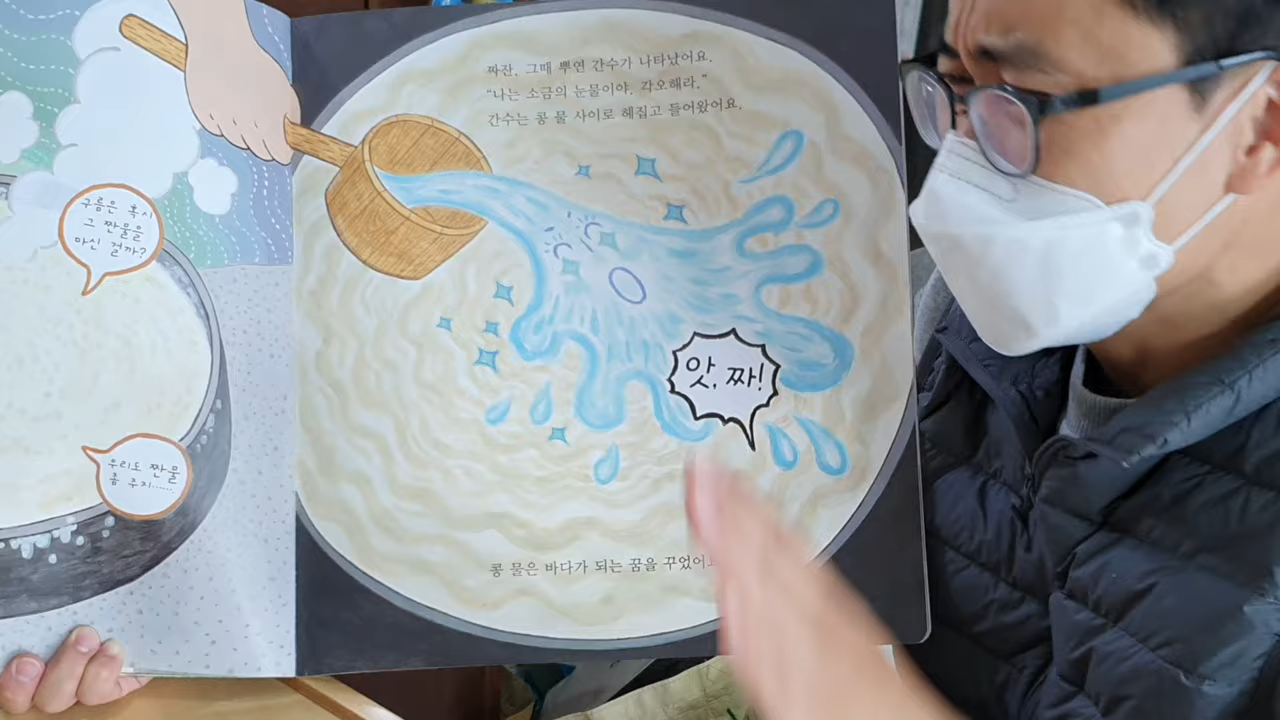 구름은 혹시
그 짠물을
마신 걸까?
우리도 짠물
좀 주지……
짜잔, 그때 뿌연 간수가 나타났어요.
“나는 소금의 눈물이야. 각오해라.”
간수는 콩 물 사이로 헤집고 들어왔어요.
앗, 짜!
콩 물은 바다가 되는 꿈을 꾸었어요